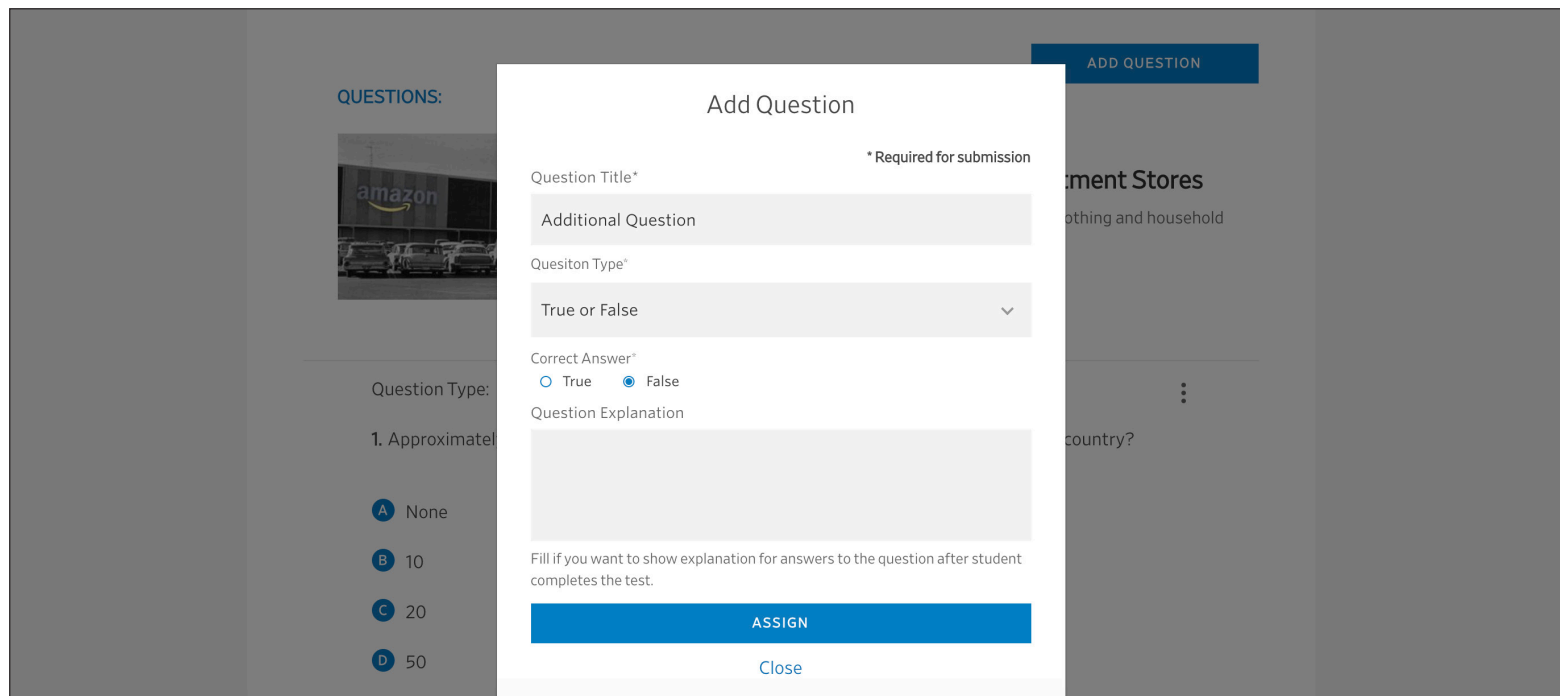 ADD QUESTION
QUESTIONS:
Add Question
* Required for submission
Question Title*
amazon
tment Stores
Additional Question
othing and household
Quesiton Type*
True or False
Correct Answer*
True False
Question Type:
Question Explanation
1. Approximatel
country?
A None
B 10
Fill if you want to show explanation for answers to the question after student
completes the test.
C 20
ASSIGN
D 50
Close